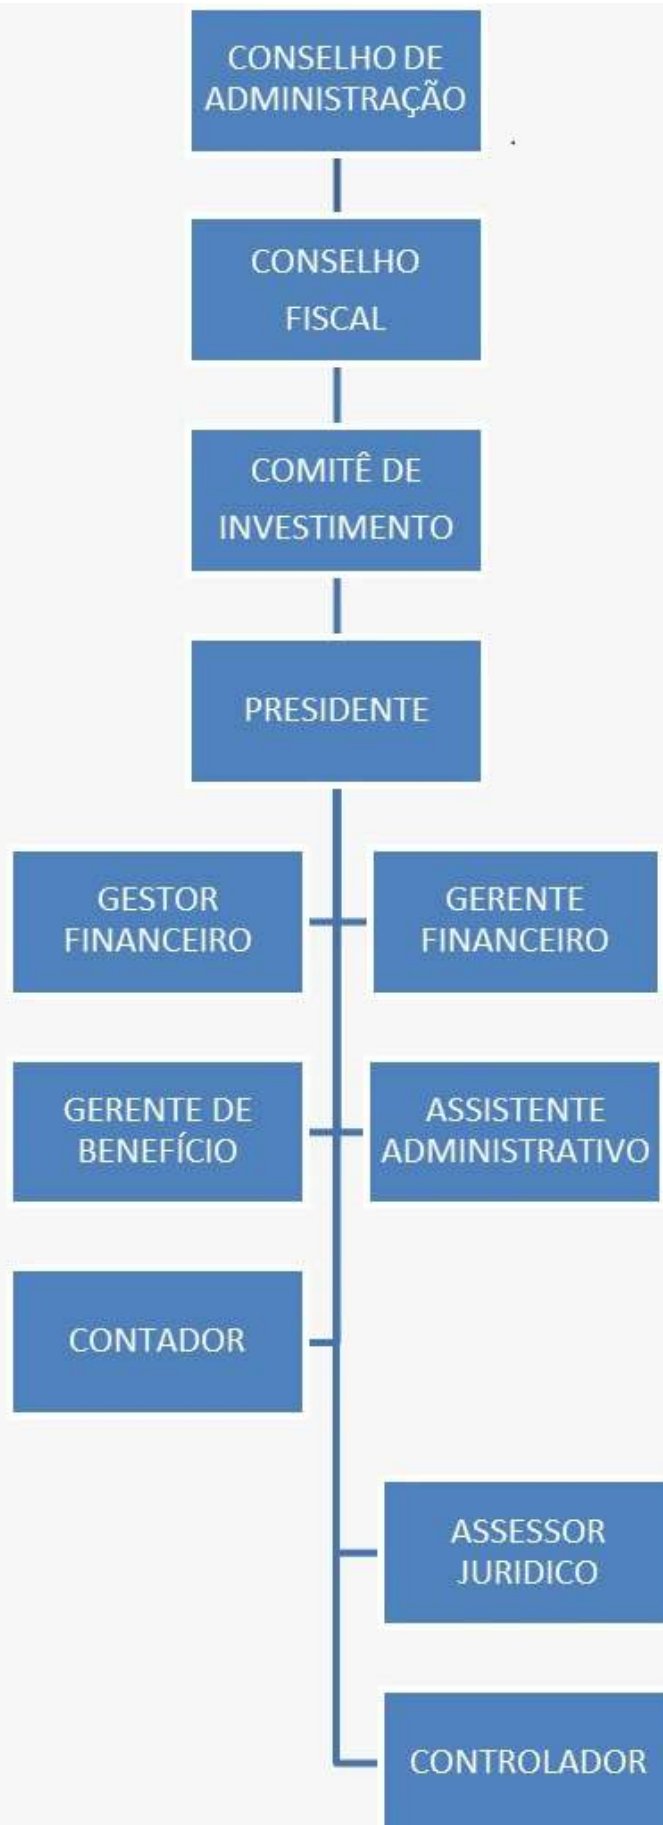 CONSELHO DE
ADMINISTRAÇÃO
CONSELHO
FISCAL
COMITÊ DE
INVESTIMENTO
PRESIDENTE
GESTOR
FINANCEIRO
GERENTE
FINANCEIRO
GERENTE DE
BENEFÍCIO
ASSISTENTE
ADMINISTRATIVO
CONTADOR
ASSESSOR
JURIDICO
CONTROLADOR